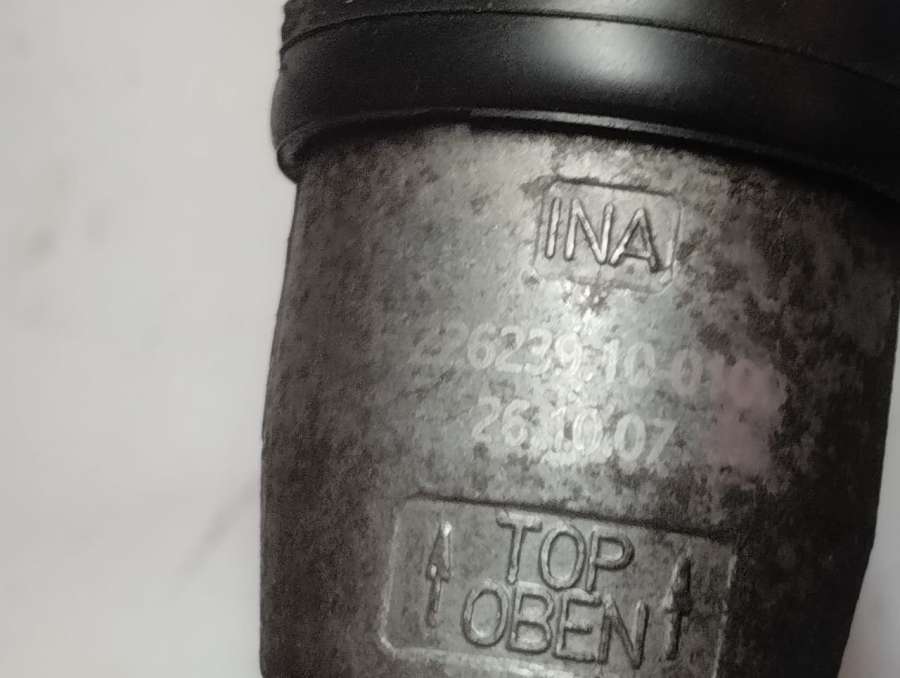 INA
26.10.07
TOP
OBEN